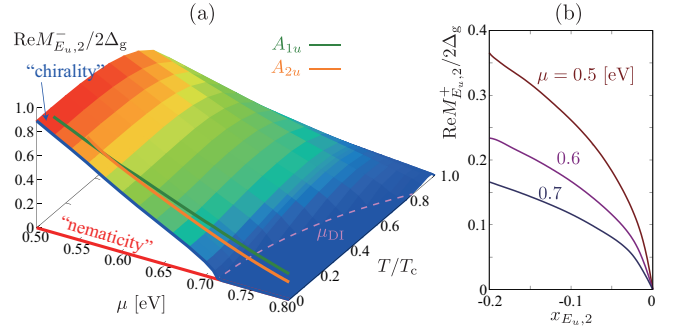 (a)
ReM⁻_{E_u,2}/2Δ_g
"chirality"
A_{1u}
A_{2u}
1.0
0.8
0.6
0.4
0.2
0
"nematicity"
μ_{D1}
0.50
0.55
0.60
0.65
0.70
0.75
0.80
μ [eV]
0
0.2
0.4
0.6
0.8
1.0
T/T_c
(b)
ReM⁺_{E_u,2}/2Δ_g
0.4
0.3
0.2
0.1
0
μ = 0.5 [eV]
0.6
0.7
-0.2
-0.1
0
x_{E_u,2}